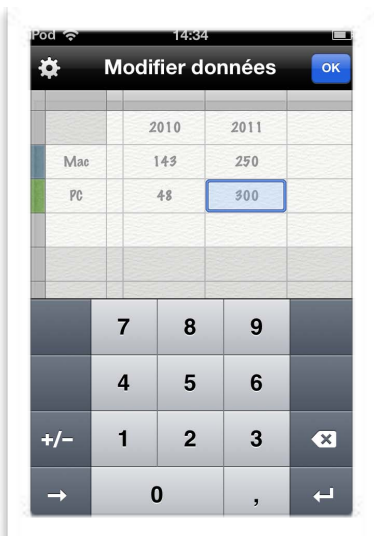 iPod 14:34
Modifier données OK
2010 2011
Mac 143 250
PC 48 300
7 8 9
4 5 6
+/- 1 2 3
0 ,